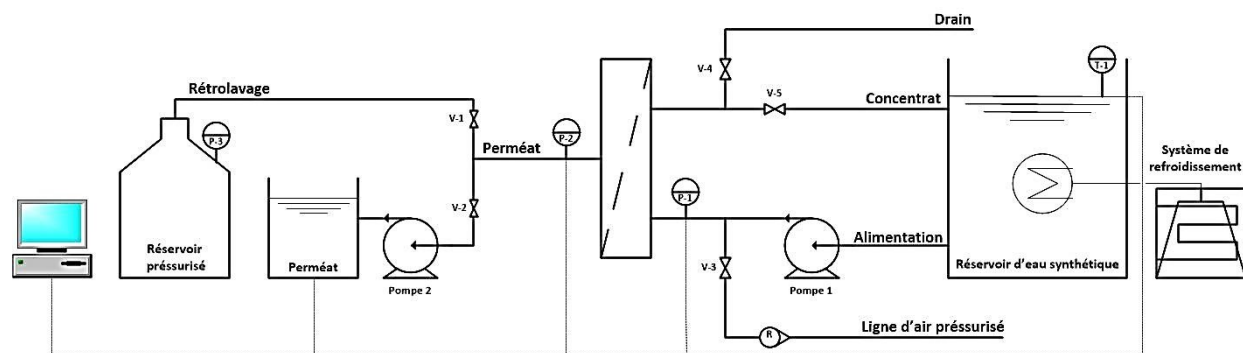 Drain
T-1
V-4
Rétrolavage
V-5
Concentrat
V-1
P-3
P-2
Perméat
Système de
refroidissement
P-1
V-2
Réservoir
préssurisé
Perméat
Alimentation
V-3
Réservoir d'eau synthétique
Pompe 2
Pompe 1
R
Ligne d'air préssurisé